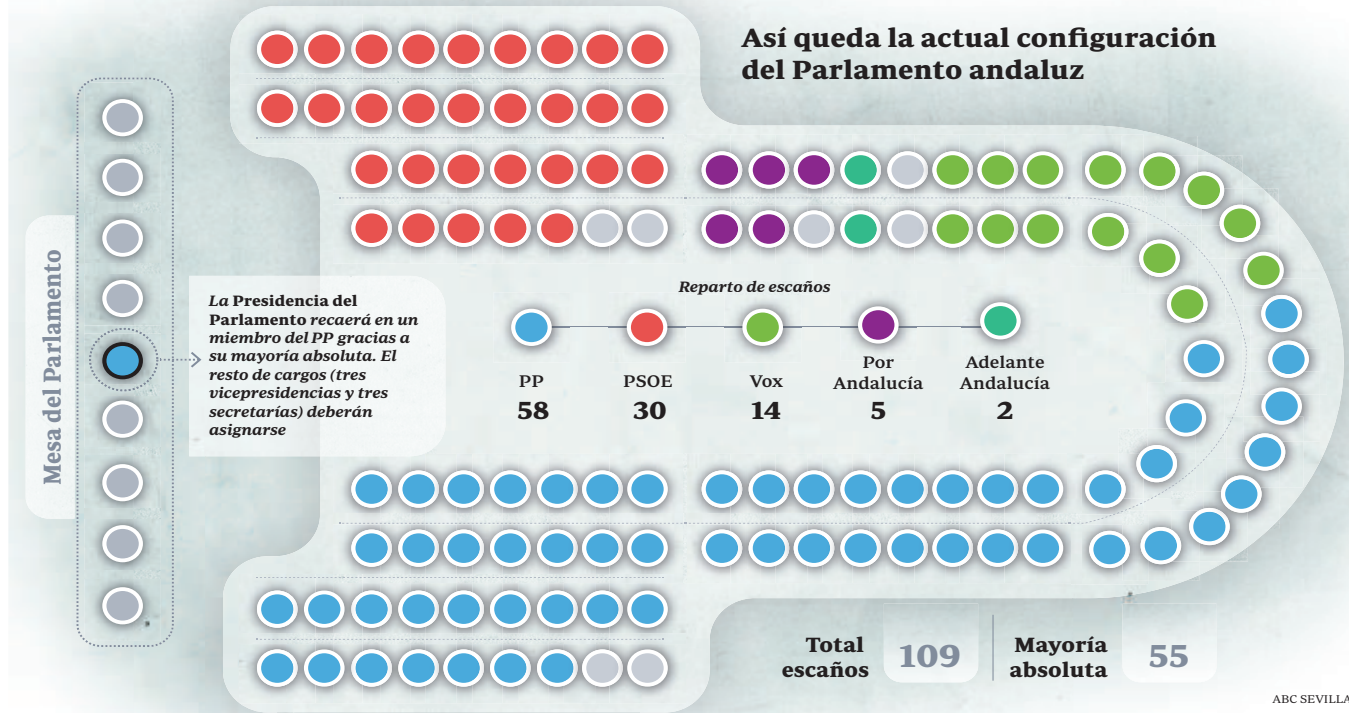 Así queda la actual configuración
del Parlamento andaluz
Mesa del Parlamento
La Presidencia del
Parlamento recaerá en un
miembro del PP gracias a
su mayoría absoluta. El
resto de cargos (tres
vicepresidencias y tres
secretarías) deberán
asignarse
Reparto de escaños
PP
58
PSOE
30
Vox
14
Por
Andalucía
5
Adelante
Andalucía
2
Total
escaños
109
Mayoría
absoluta
55
ABC SEVILLA